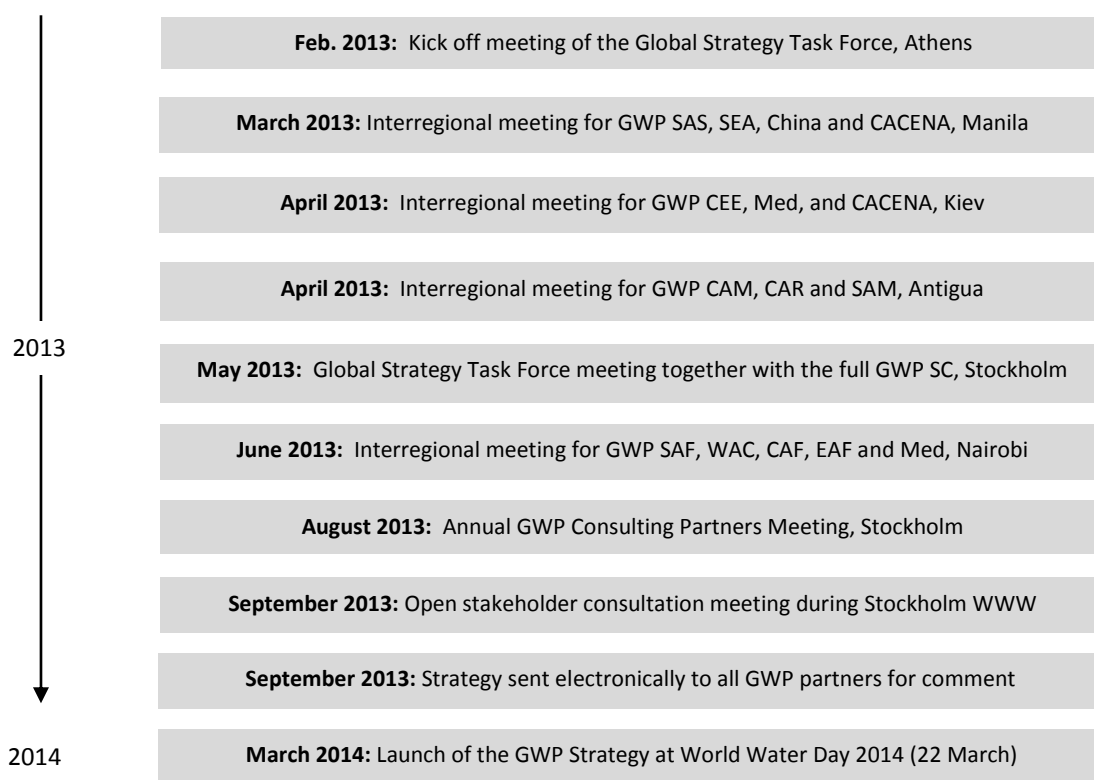 Feb. 2013: Kick off meeting of the Global Strategy Task Force, Athens
March 2013: Interregional meeting for GWP SAS, SEA, China and CACENA, Manila
April 2013: Interregional meeting for GWP CEE, Med, and CACENA, Kiev
April 2013: Interregional meeting for GWP CAM, CAR and SAM, Antigua
2013
May 2013: Global Strategy Task Force meeting together with the full GWP SC, Stockholm
June 2013: Interregional meeting for GWP SAF, WAC, CAF, EAF and Med, Nairobi
August 2013: Annual GWP Consulting Partners Meeting, Stockholm
September 2013: Open stakeholder consultation meeting during Stockholm WWW
September 2013: Strategy sent electronically to all GWP partners for comment
2014
March 2014: Launch of the GWP Strategy at World Water Day 2014 (22 March)